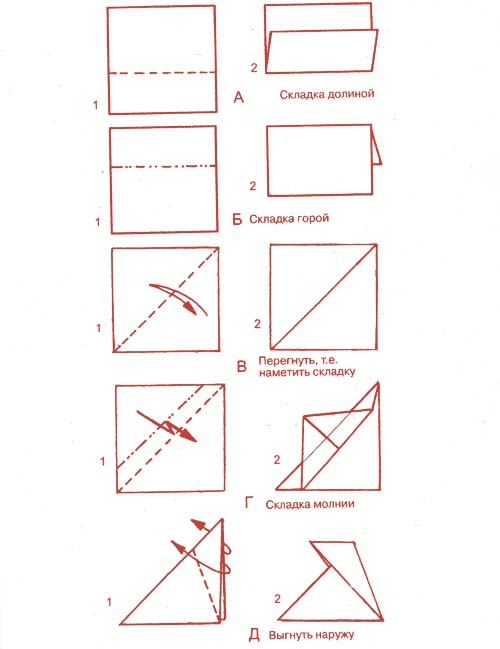 1
2
А Складка долиной
1
2
Б Складка горой
1
2
В Перегнуть, т.е.
наметить складку
1
2
Г Складка молнии
1
2
Д Выгнуть наружу